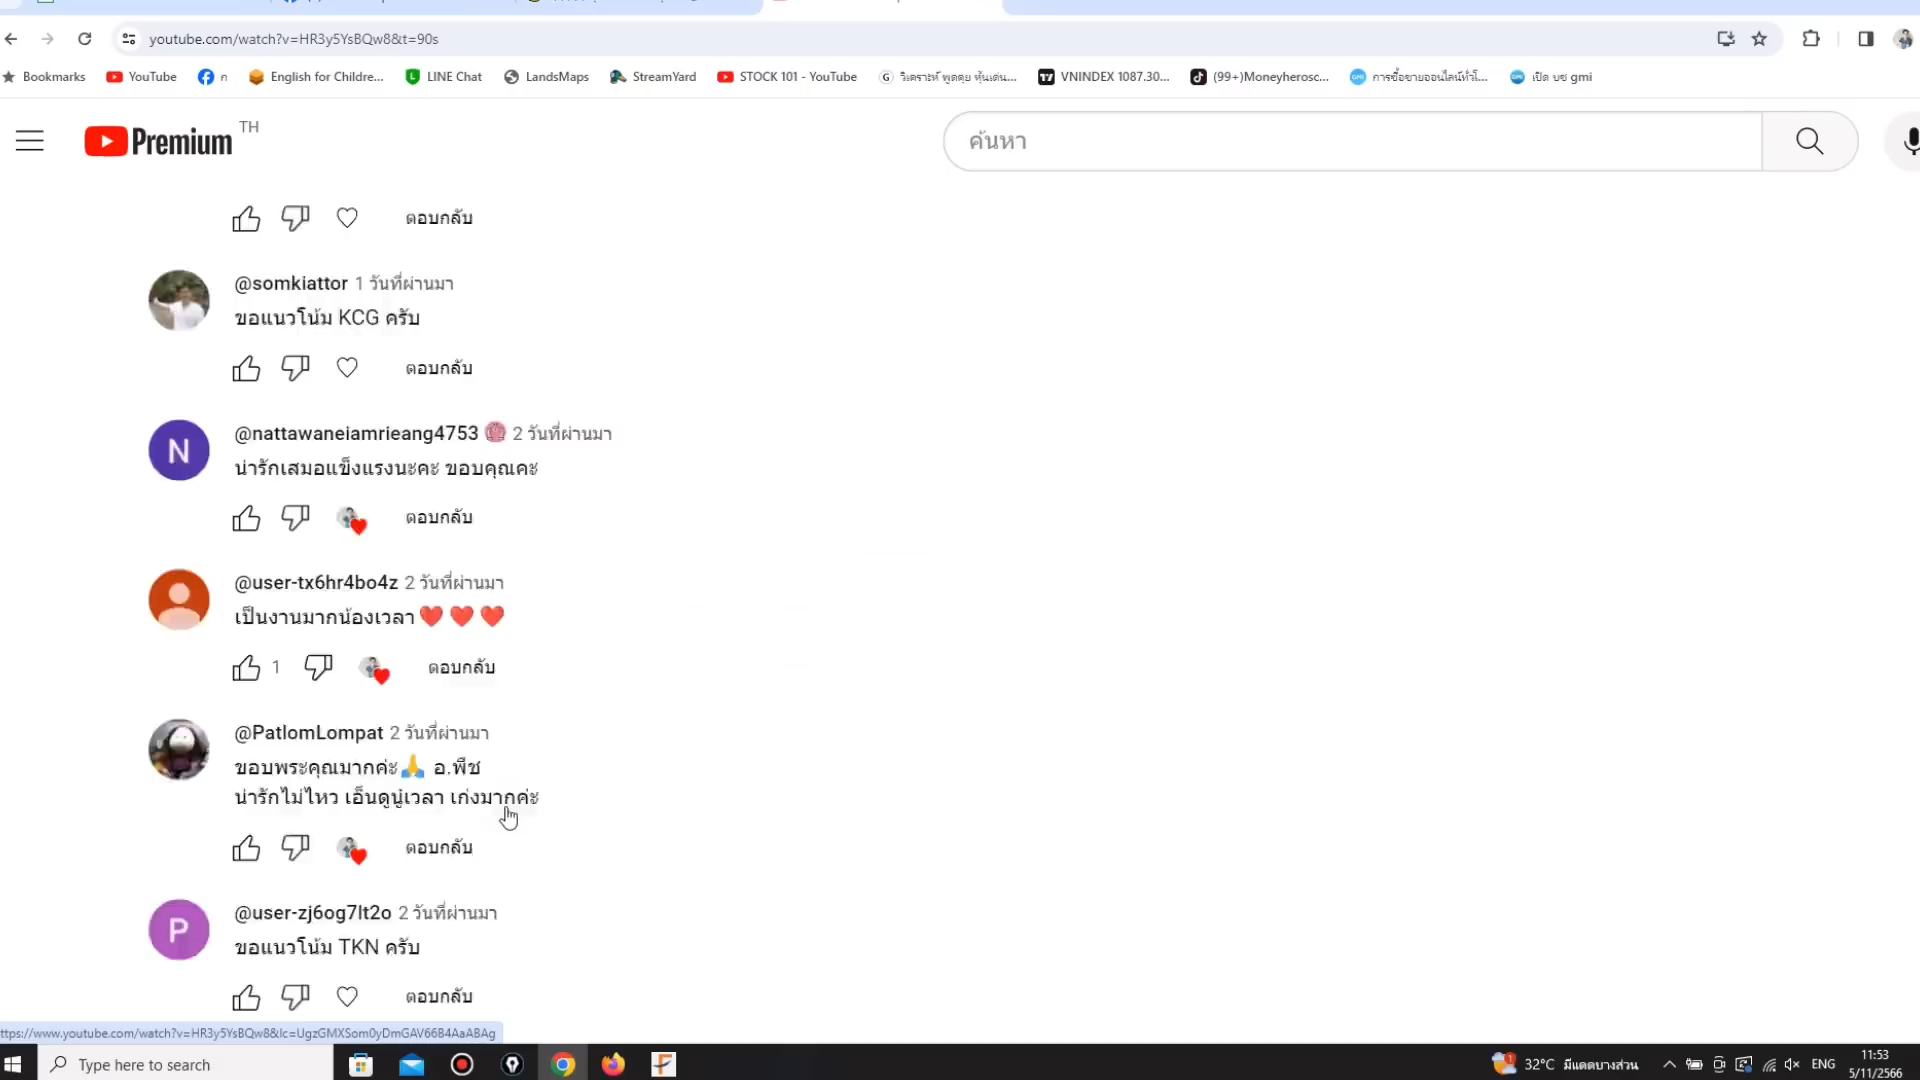 youtube.com/watch?v=HR3y5YsBQw8&t=90s
Bookmarks YouTube ก English for Childre... LINE Chat LandsMaps StreamYard STOCK 101 - YouTube วิเคราะห์ พูดคุย หุ้นเด่น... VNINDEX 1087.30... (99+)Moneyherosc... การซื้อขายออนไลน์ทั่วโ... เปิด บช gmi
Premium TH
ค้นหา
ตอบกลับ
@somkiattor 1 วันที่ผ่านมา
ขอแนวโน้ม KCG ครับ
ตอบกลับ
N
@nattawaneiamrieang4753 2 วันที่ผ่านมา
น่ารักเสมอแข็งแรงนะคะ ขอบคุณคะ
ตอบกลับ
@user-tx6hr4bo4z 2 วันที่ผ่านมา
เป็นงานมากน้องเวลา❤️ ❤️ ❤️
1 ตอบกลับ
@PatlomLompat 2 วันที่ผ่านมา
ขอบพระคุณมากค่ะ🙏 อ.พีช
น่ารักไม่ไหว เอ็นดูนู๋เวลา เก่งมากค่ะ
ตอบกลับ
P
@user-zj6og7lt2o 2 วันที่ผ่านมา
ขอแนวโน้ม TKN ครับ
ตอบกลับ
ttps://www.youtube.com/watch?v=HR3y5YsBQw8&lc=UgzGMXSom0yDmGAV66B4AaABAg
Type here to search
32°C มีแดดบางส่วน ENG
11:53
5/11/2566